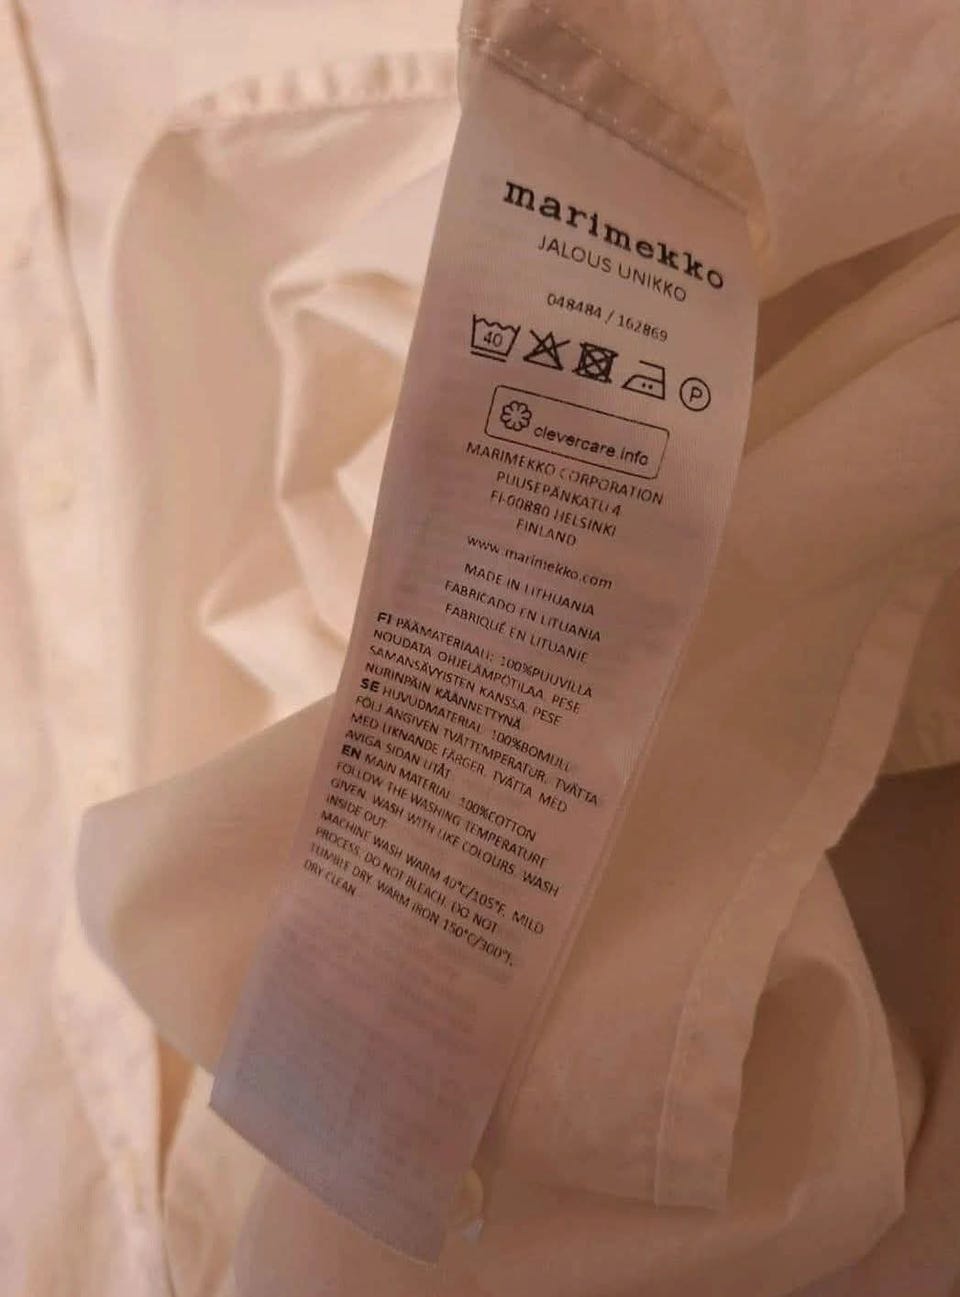 marimekko
JALOUS UNIKKO
048484 / 162869
40
P
clevercare.info
MARIMEKKO CORPORATION
PUUSEPÄNKATU 4
FI-00880 HELSINKI
FINLAND
www.marimekko.com
MADE IN LITHUANIA
FABRICADO EN LITUANIA
FABRIQUÉ EN LITUANIE
FI PÄÄMATERIAALI: 100%PUUVILLA
NOUDATA OHJELÄMPÖTILAA. PESE
SAMANSÄVYISTEN KANSSA. PESE
NURINPÄIN KÄÄNNETTYNÄ
SE HUVUDMATERIAL: 100%BOMULL
FÖLJ ANGIVEN TVÄTTEMPERATUR. TVÄTTA
MED LIKNANDE FÄRGER. TVÄTTA MED
AVIGA SIDAN UTÅT
EN MAIN MATERIAL: 100%COTTON
FOLLOW THE WASHING TEMPERATURE
GIVEN. WASH WITH LIKE COLOURS. WASH
INSIDE OUT
MACHINE WASH WARM 40°C/105°F. MILD
PROCESS. DO NOT BLEACH. DO NOT
TUMBLE DRY. WARM IRON 150°C/300°F.
DRY CLEAN